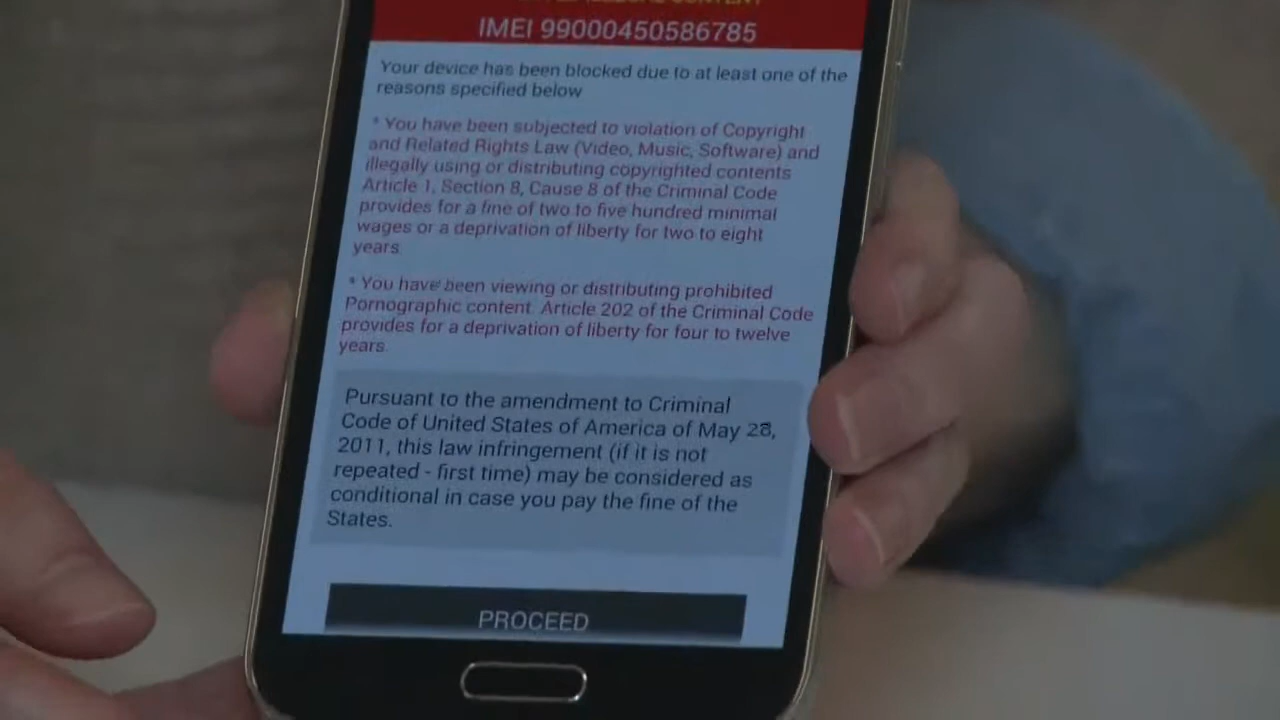 IMEI 99000450586785
Your device has been blocked due to at least one of the
reasons specified below
* You have been subjected to violation of Copyright
and Related Rights Law (Video, Music, Software) and
illegally using or distributing copyrighted contents
Article 1, Section 8, Cause 8 of the Criminal Code
provides for a fine of two to five hundred minimal
wages or a deprivation of liberty for two to eight
years.
* You have been viewing or distributing prohibited
Pornographic content. Article 202 of the Criminal Code
provides for a deprivation of liberty for four to twelve
years.
Pursuant to the amendment to Criminal
Code of United States of America of May 28,
2011, this law infringement (if it is not
repeated - first time) may be considered as
conditional in case you pay the fine of the
States.
PROCEED